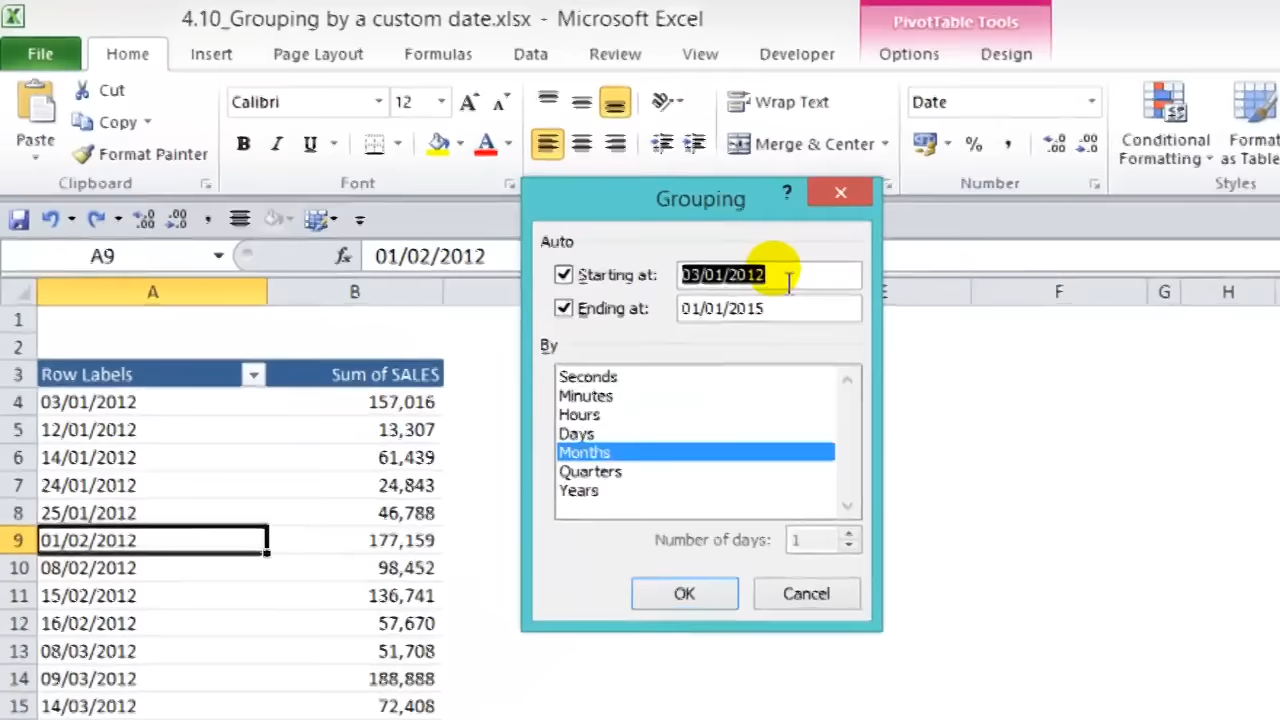 4.10_Grouping by a custom date.xlsx - Microsoft Excel
PivotTable Tools
File Home Insert Page Layout Formulas Data Review View Developer Options Design
Paste
Cut
Copy
Format Painter
Clipboard
Calibri 12
B I U A
Font
Wrap Text
Merge & Center
Date
% ,
Number
Conditional
Formatting
Format
as Table
Styles
A9 fx 01/02/2012
A B E F G H
1
2
3 Row Labels Sum of SALES
4 03/01/2012 157,016
5 12/01/2012 13,307
6 14/01/2012 61,439
7 24/01/2012 24,843
8 25/01/2012 46,788
9 01/02/2012 177,159
10 08/02/2012 98,452
11 15/02/2012 136,741
12 16/02/2012 57,670
13 08/03/2012 51,708
14 09/03/2012 188,888
15 14/03/2012 72,408
Grouping ?
Auto
Starting at: 03/01/2012
Ending at: 01/01/2015
By
Seconds
Minutes
Hours
Days
Months
Quarters
Years
Number of days: 1
OK Cancel